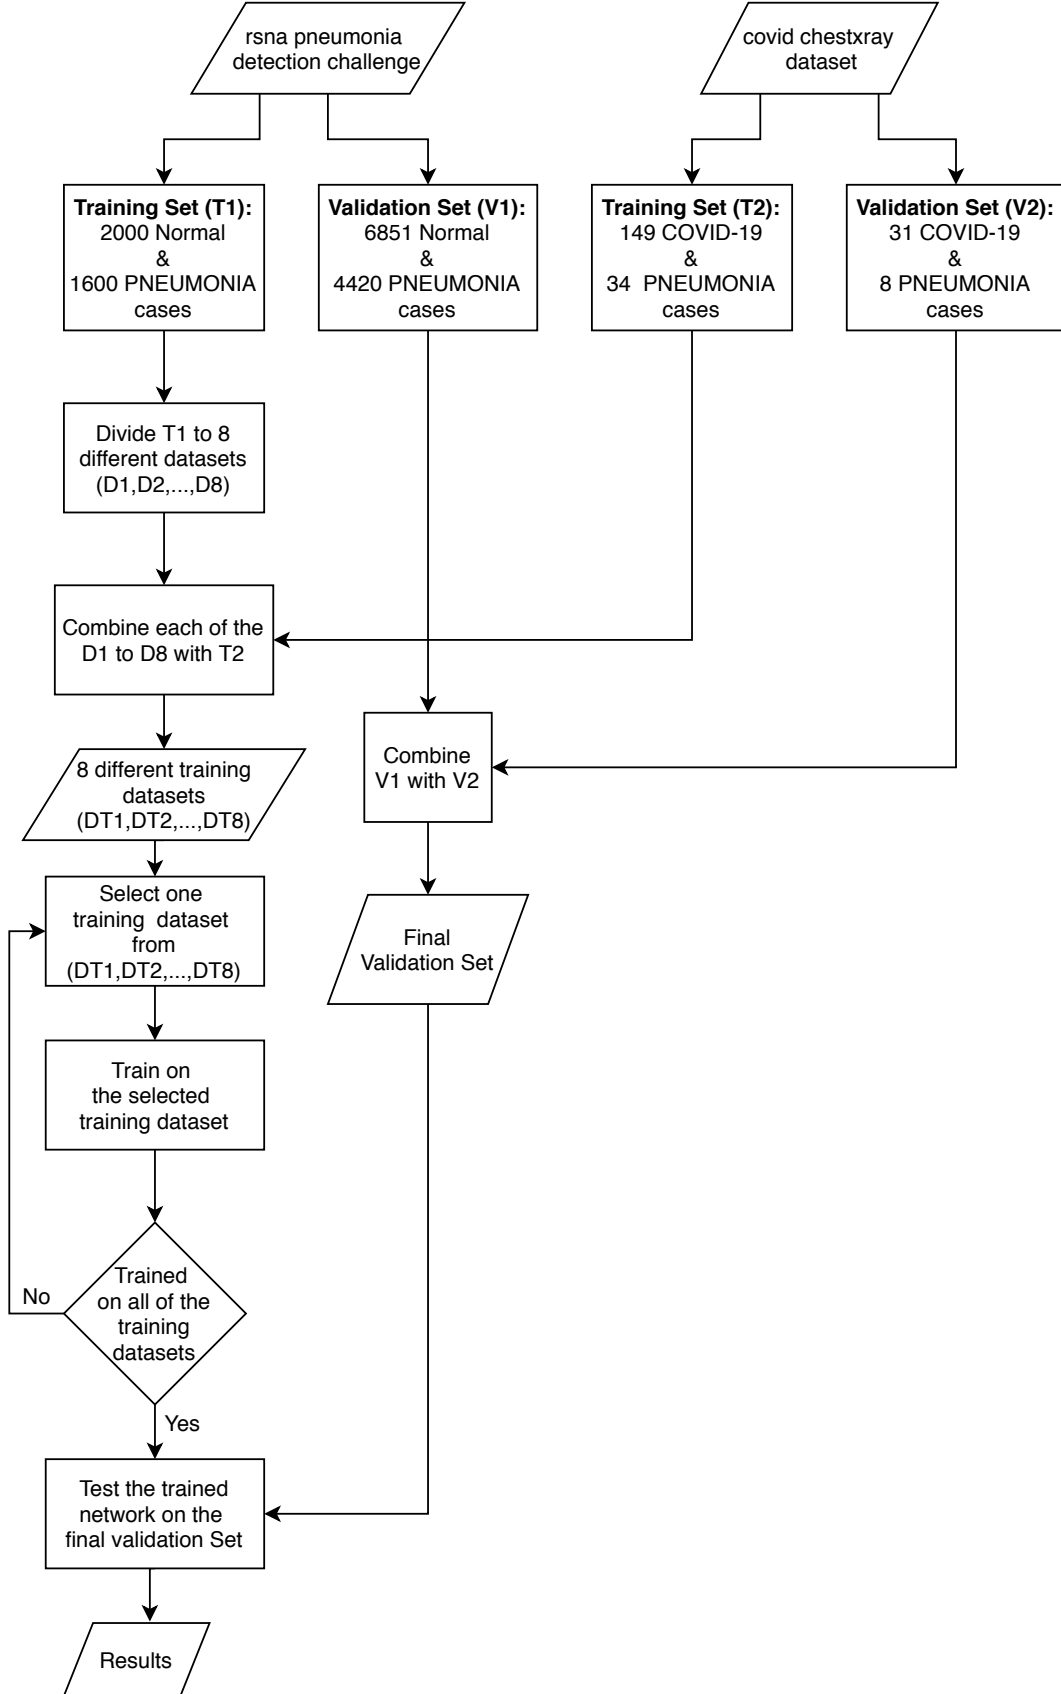 rsna pneumonia
detection challenge
covid chestxray
dataset
Training Set (T1):
2000 Normal
&
1600 PNEUMONIA
cases
Validation Set (V1):
6851 Normal
&
4420 PNEUMONIA
cases
Training Set (T2):
149 COVID-19
&
34 PNEUMONIA
cases
Validation Set (V2):
31 COVID-19
&
8 PNEUMONIA
cases
Divide T1 to 8
different datasets
(D1,D2,...,D8)
Combine each of the
D1 to D8 with T2
Combine
V1 with V2
8 different training
datasets
(DT1,DT2,...,DT8)
Select one
training dataset
from
(DT1,DT2,...,DT8)
Final
Validation Set
Train on
the selected
training dataset
Trained
on all of the
training
datasets
No
Yes
Test the trained
network on the
final validation Set
Results